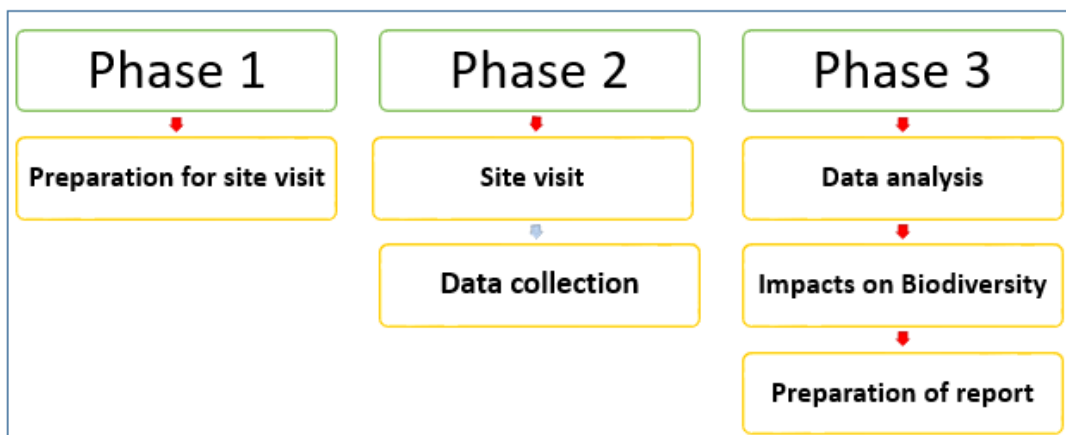 Phase 1
Preparation for site visit
Phase 2
Site visit
Data collection
Phase 3
Data analysis
Impacts on Biodiversity
Preparation of report